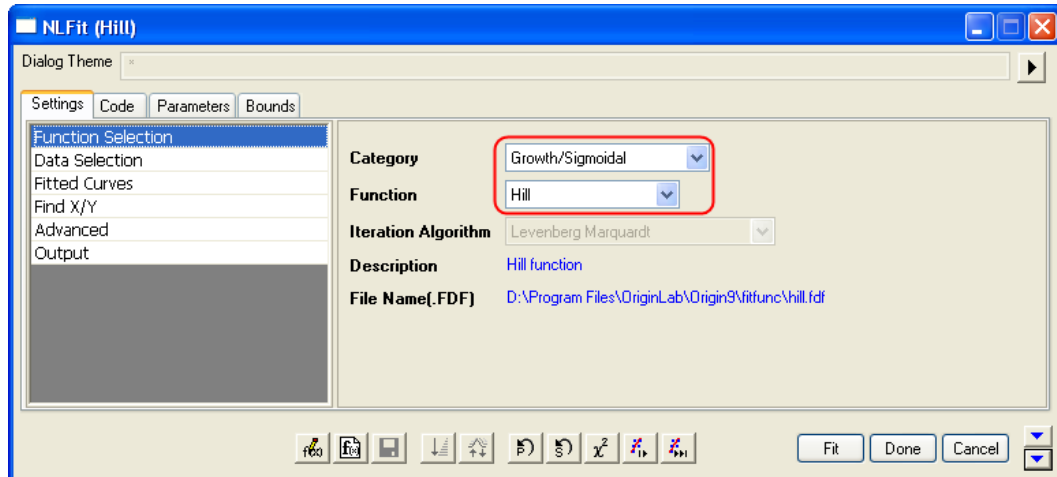 NLFit (Hill)
Dialog Theme *
Settings Code Parameters Bounds
Function Selection
Data Selection
Fitted Curves
Find X/Y
Advanced
Output
Category Growth/Sigmoidal
Function Hill
Iteration Algorithm Levenberg Marquardt
Description Hill function
File Name(.FDF) D:\Program Files\OriginLab\Origin9\fitfunc\hill.fdf
f(x) P S χ²
Fit Done Cancel